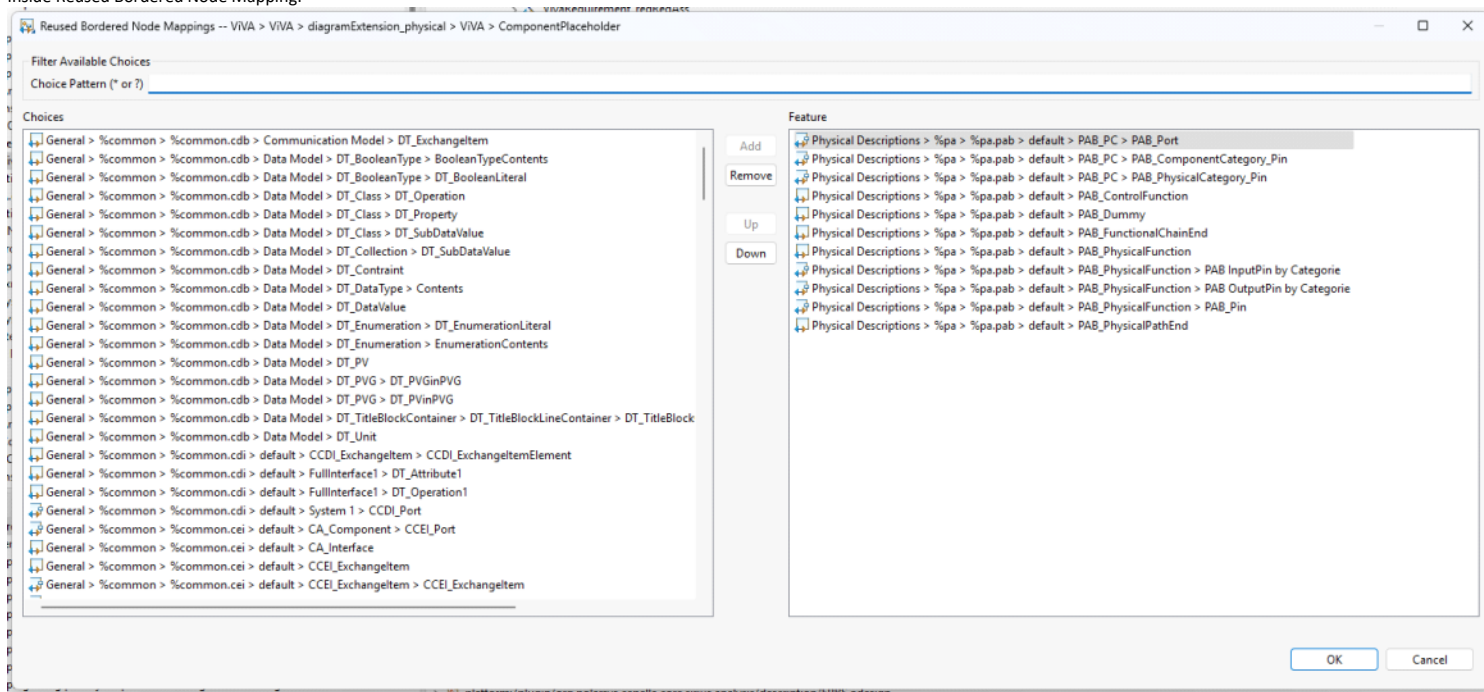 Inside Reused Bordered Node Mapping:
Reused Bordered Node Mappings -- ViVA > ViVA > diagramExtension_physical > ViVA > ComponentPlaceholder
Filter Available Choices
Choice Pattern (* or ?)
Choices
General > %common > %common.cdb > Communication Model > DT_ExchangeItem
General > %common > %common.cdb > Data Model > DT_BooleanType > BooleanTypeContents
General > %common > %common.cdb > Data Model > DT_BooleanType > DT_BooleanLiteral
General > %common > %common.cdb > Data Model > DT_Class > DT_Operation
General > %common > %common.cdb > Data Model > DT_Class > DT_Property
General > %common > %common.cdb > Data Model > DT_Class > DT_SubDataValue
General > %common > %common.cdb > Data Model > DT_Collection > DT_SubDataValue
General > %common > %common.cdb > Data Model > DT_Contraint
General > %common > %common.cdb > Data Model > DT_DataType > Contents
General > %common > %common.cdb > Data Model > DT_DataValue
General > %common > %common.cdb > Data Model > DT_Enumeration > DT_EnumerationLiteral
General > %common > %common.cdb > Data Model > DT_Enumeration > EnumerationContents
General > %common > %common.cdb > Data Model > DT_PV
General > %common > %common.cdb > Data Model > DT_PVG > DT_PVGinPVG
General > %common > %common.cdb > Data Model > DT_PVG > DT_PVinPVG
General > %common > %common.cdb > Data Model > DT_TitleBlockContainer > DT_TitleBlockLineContainer > DT_TitleBlock
General > %common > %common.cdb > Data Model > DT_Unit
General > %common > %common.cdi > default > CCDI_ExchangeItem > CCDI_ExchangeItemElement
General > %common > %common.cdi > default > FullInterface1 > DT_Attribute1
General > %common > %common.cdi > default > FullInterface1 > DT_Operation1
General > %common > %common.cdi > default > System 1 > CCDI_Port
General > %common > %common.cei > default > CA_Component > CCEI_Port
General > %common > %common.cei > default > CA_Interface
General > %common > %common.cei > default > CCEI_ExchangeItem
General > %common > %common.cei > default > CCEI_ExchangeItem > CCEI_ExchangeItem
Add
Remove
Up
Down
Feature
Physical Descriptions > %pa > %pa.pab > default > PAB_PC > PAB_Port
Physical Descriptions > %pa > %pa.pab > default > PAB_PC > PAB_ComponentCategory_Pin
Physical Descriptions > %pa > %pa.pab > default > PAB_PC > PAB_PhysicalCategory_Pin
Physical Descriptions > %pa > %pa.pab > default > PAB_ControlFunction
Physical Descriptions > %pa > %pa.pab > default > PAB_Dummy
Physical Descriptions > %pa > %pa.pab > default > PAB_FunctionalChainEnd
Physical Descriptions > %pa > %pa.pab > default > PAB_PhysicalFunction
Physical Descriptions > %pa > %pa.pab > default > PAB_PhysicalFunction > PAB InputPin by Categorie
Physical Descriptions > %pa > %pa.pab > default > PAB_PhysicalFunction > PAB OutputPin by Categorie
Physical Descriptions > %pa > %pa.pab > default > PAB_PhysicalFunction > PAB_Pin
Physical Descriptions > %pa > %pa.pab > default > PAB_PhysicalPathEnd
OK
Cancel